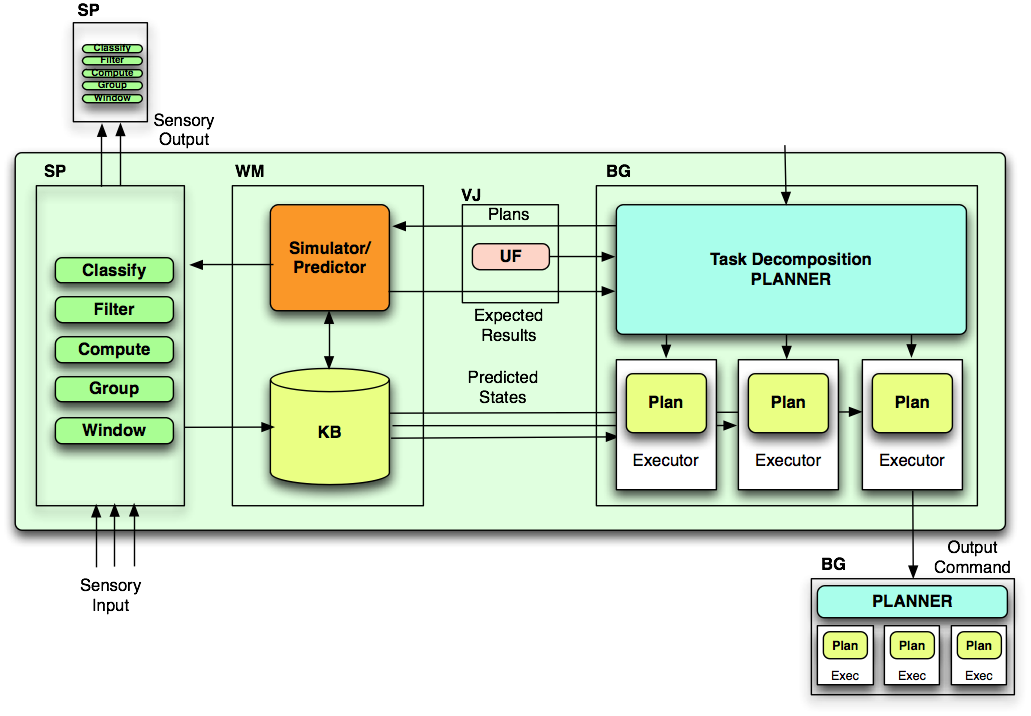 SP
Classify
Filter
Compute
Group
Window
Sensory
Output
SP
Classify
Filter
Compute
Group
Window
Sensory
Input
WM
Simulator/
Predictor
KB
VJ
Plans
UF
Expected
Results
Predicted
States
BG
Task Decomposition
PLANNER
Plan
Executor
Plan
Executor
Plan
Executor
Output
Command
BG
PLANNER
Plan
Exec
Plan
Exec
Plan
Exec